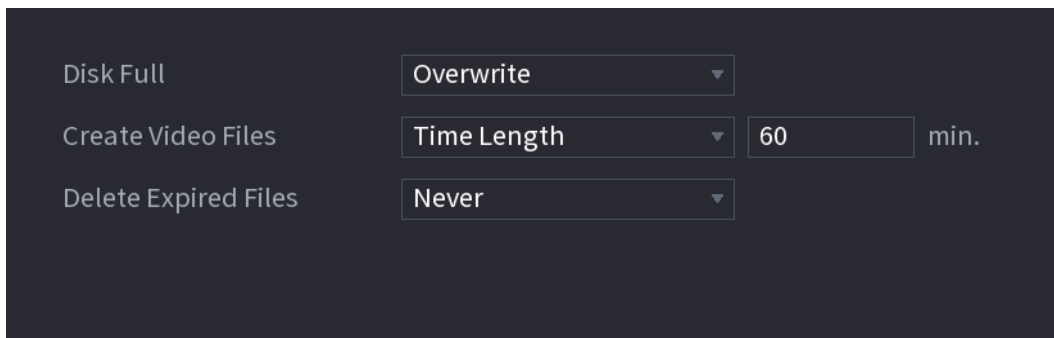 Disk Full Overwrite
Create Video Files Time Length 60 min.
Delete Expired Files Never